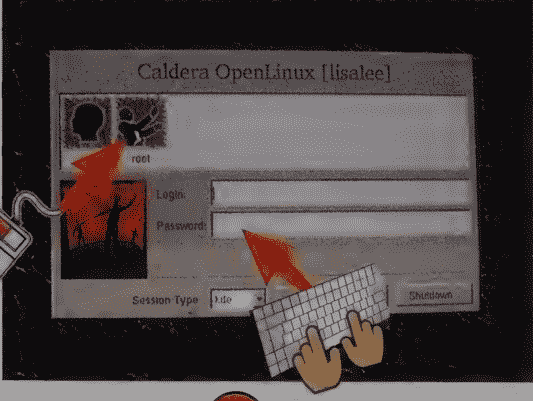 Caldera OpenLinux [lisalee]
root
Login:
Password:
Session Type kde
Shutdown